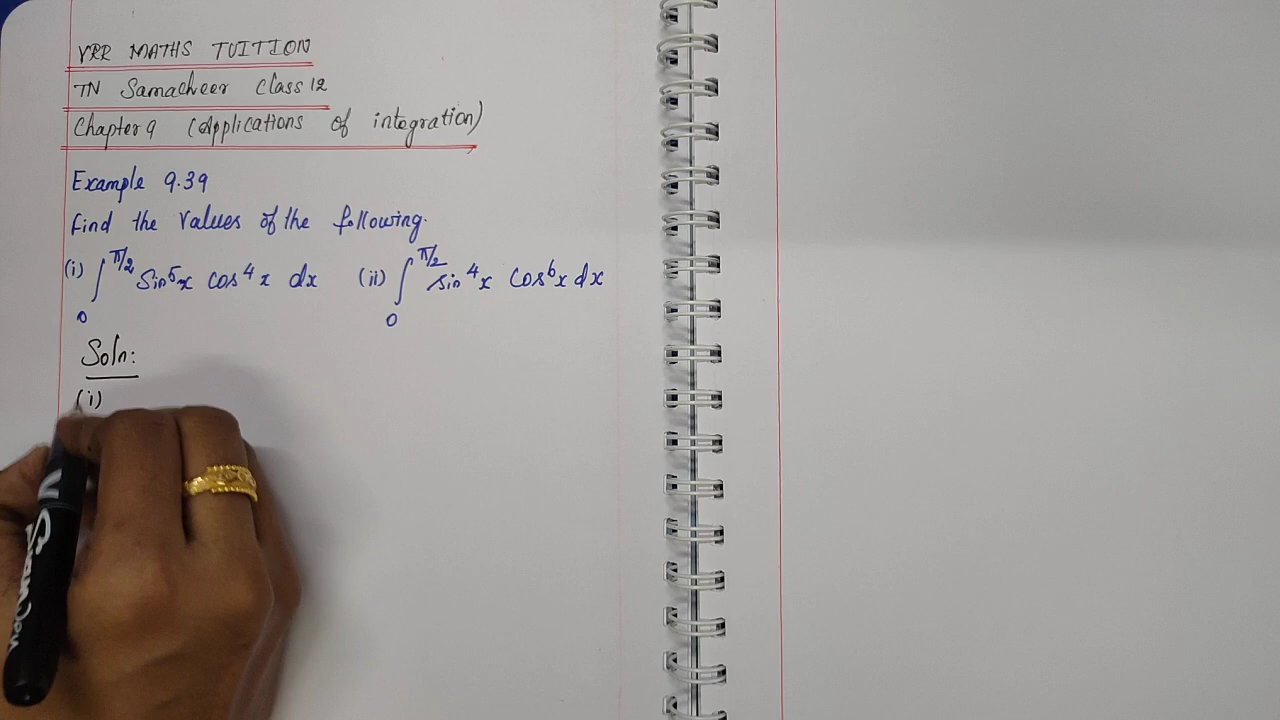 VRR MATHS TUITION
TN Samacheer Class 12
Chapter 9 (Applications of integration)
Example 9.39
Find the values of the following.
(i) ∫₀^π/2 Sin⁵x cos⁴x dx (ii) ∫₀^π/2 sin⁴x cos⁶x dx
Soln:
(i)